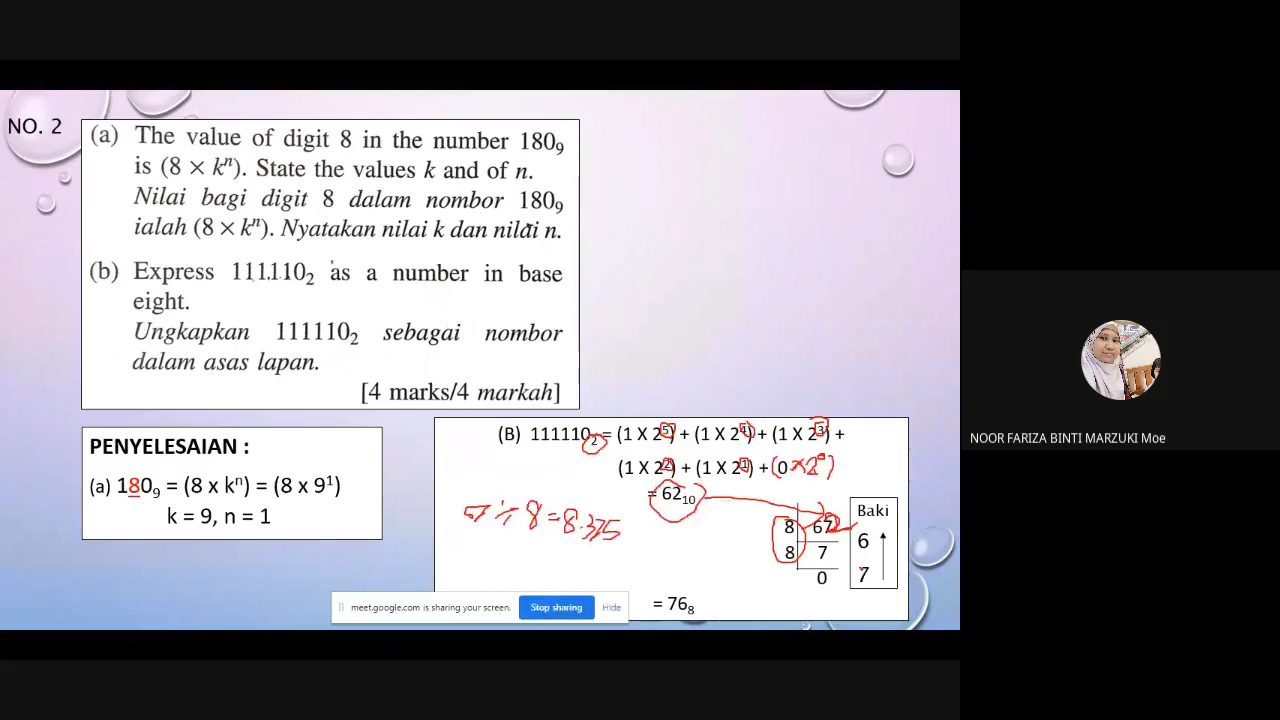 NO. 2
(a) The value of digit 8 in the number 180₉
is (8 × kⁿ). State the values k and of n.
Nilai bagi digit 8 dalam nombor 180₉
ialah (8 × kⁿ). Nyatakan nilai k dan nilai n.
(b) Express 111110₂ as a number in base
eight.
Ungkapkan 111110₂ sebagai nombor
dalam asas lapan.
[4 marks/4 markah]
PENYELESAIAN :
(a) 180₉ = (8 x kⁿ) = (8 x 9¹)
k = 9, n = 1
(B) 111110₂ = (1 X 2⁵) + (1 X 2⁴) + (1 X 2³) +
(1 X 2²) + (1 X 2¹) + (0 × 2⁰)
= 62₁₀
÷ 8 = 8.375
Baki
8 67 6
8 7 7
0
= 76₈
meet.google.com is sharing your screen. Stop sharing Hide
NOOR FARIZA BINTI MARZUKI Moe